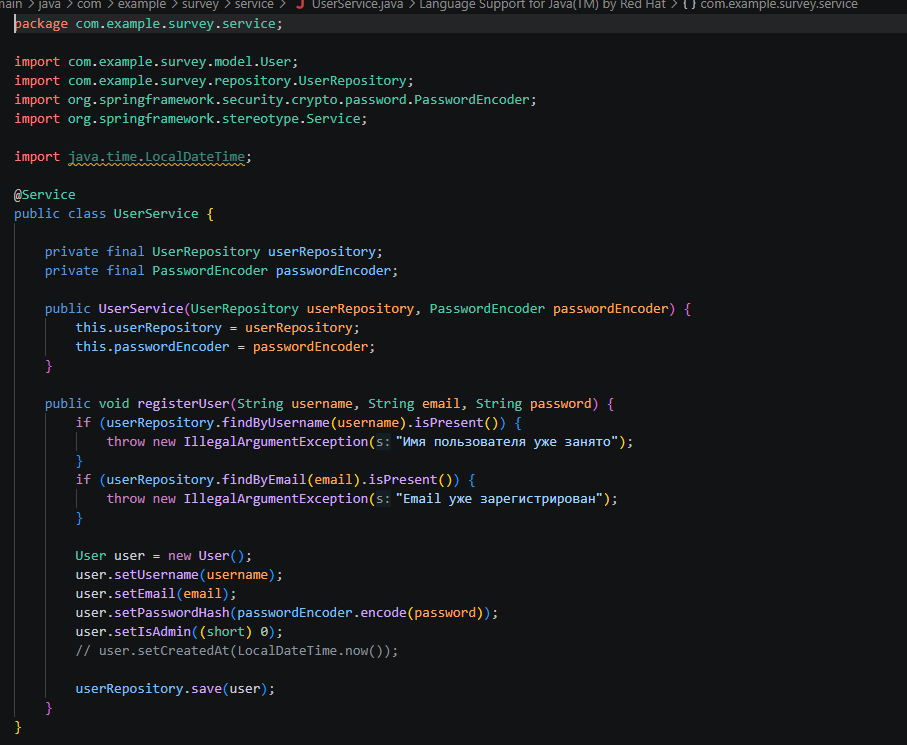 main > java > com > example > survey > service > J UserService.java > Language Support for Java(TM) by Red Hat > { } com.example.survey.service
package com.example.survey.service;
import com.example.survey.model.User;
import com.example.survey.repository.UserRepository;
import org.springframework.security.crypto.password.PasswordEncoder;
import org.springframework.stereotype.Service;
import java.time.LocalDateTime;
@Service
public class UserService {
private final UserRepository userRepository;
private final PasswordEncoder passwordEncoder;
public UserService(UserRepository userRepository, PasswordEncoder passwordEncoder) {
this.userRepository = userRepository;
this.passwordEncoder = passwordEncoder;
}
public void registerUser(String username, String email, String password) {
if (userRepository.findByUsername(username).isPresent()) {
throw new IllegalArgumentException(s: "Имя пользователя уже занято");
}
if (userRepository.findByEmail(email).isPresent()) {
throw new IllegalArgumentException(s: "Email уже зарегистрирован");
}
User user = new User();
user.setUsername(username);
user.setEmail(email);
user.setPasswordHash(passwordEncoder.encode(password));
user.setIsAdmin((short) 0);
// user.setCreatedAt(LocalDateTime.now());
userRepository.save(user);
}
}